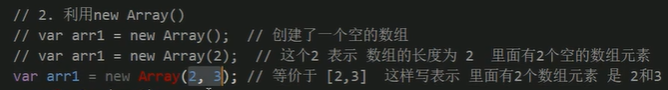 // 2. 利用new Array()
// var arr1 = new Array();  // 创建了一个空的数组
// var arr1 = new Array(2);  // 这个2 表示 数组的长度为 2  里面有2个空的数组元素
var arr1 = new Array(2, 3); // 等价于 [2,3]  这样写表示 里面有2个数组元素 是 2和3